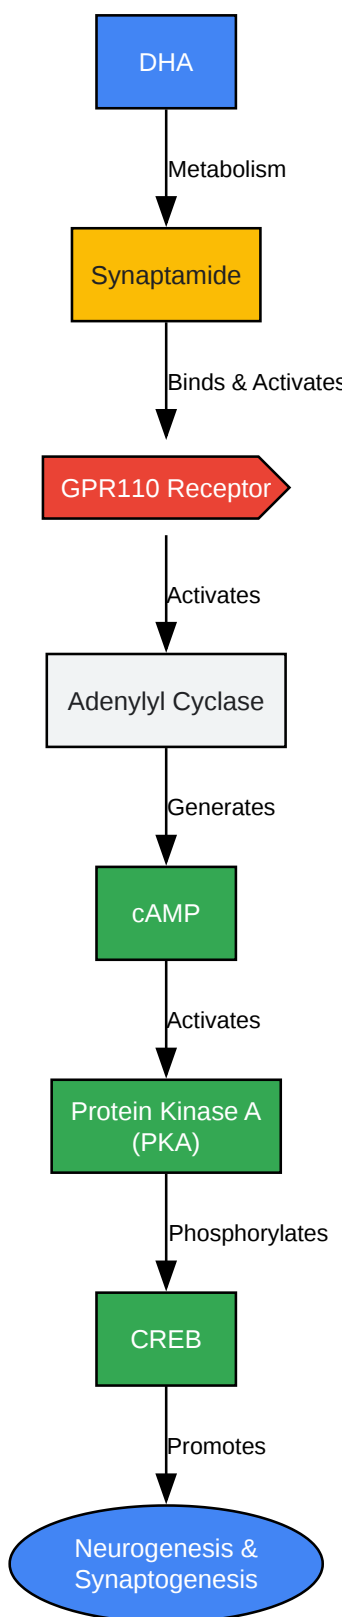 DHA
Metabolism
Synaptamide
Binds & Activates
GPR110 Receptor
Activates
Adenylyl Cyclase
Generates
cAMP
Activates
Protein Kinase A
(PKA)
Phosphorylates
CREB
Promotes
Neurogenesis &
Synaptogenesis